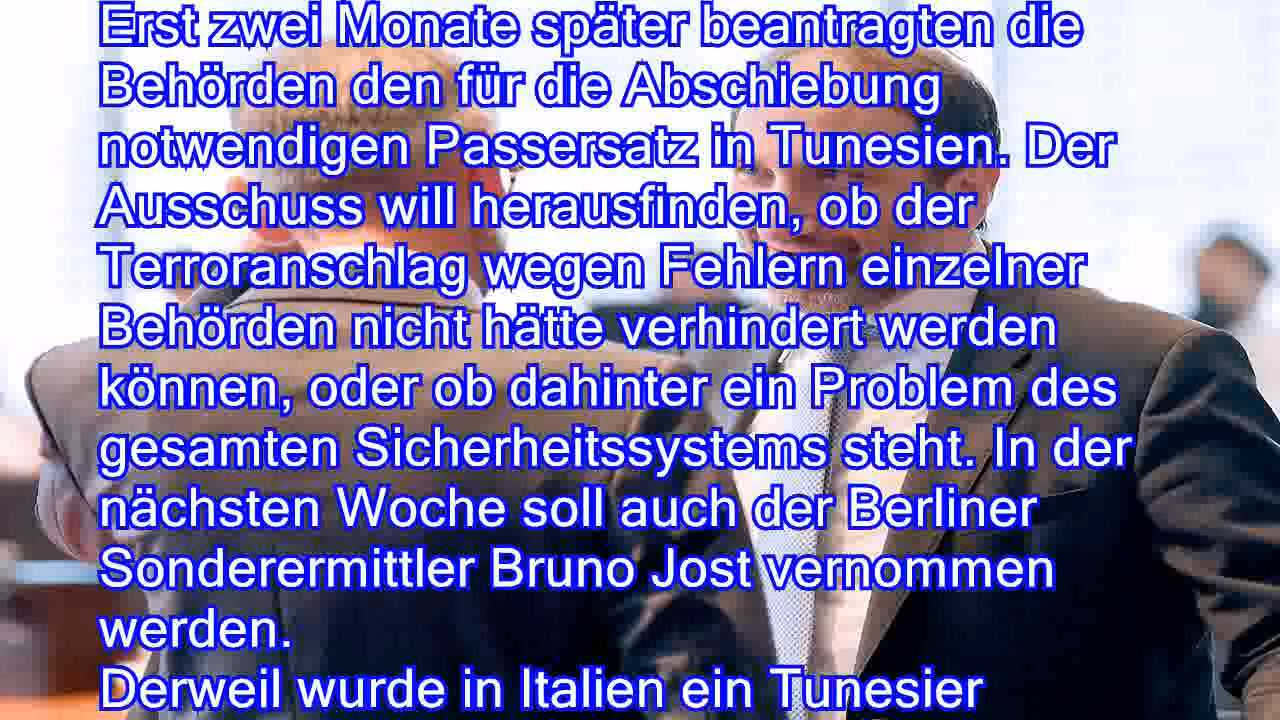 Erst zwei Monate später beantragten die
Behörden den für die Abschiebung
notwendigen Passersatz in Tunesien. Der
Ausschuss will herausfinden, ob der
Terroranschlag wegen Fehlern einzelner
Behörden nicht hätte verhindert werden
können, oder ob dahinter ein Problem des
gesamten Sicherheitssystems steht. In der
nächsten Woche soll auch der Berliner
Sonderermittler Bruno Jost vernommen
werden.
Derweil wurde in Italien ein Tunesier